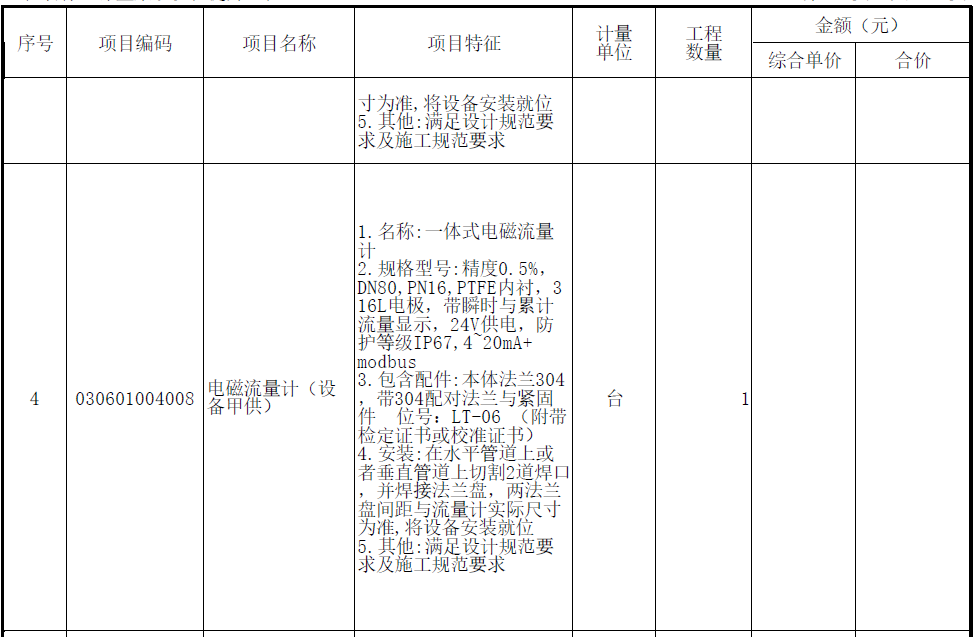 序号
项目编码
项目名称
项目特征
计量
单位
工程
数量
金额（元）
综合单价
合价
寸为准,将设备安装就位
5.其他:满足设计规范要
求及施工规范要求
4
030601004008
电磁流量计（设
备甲供）
1.名称:一体式电磁流量
计
2.规格型号:精度0.5%，
DN80,PN16,PTFE内衬，3
16L电极，带瞬时与累计
流量显示，24V供电，防
护等级IP67,4~20mA+
modbus
3.包含配件:本体法兰304
，带304配对法兰与紧固
件 位号：LT-06 （附带
检定证书或校准证书）
4.安装:在水平管道上或
者垂直管道上切割2道焊口
，并焊接法兰盘，两法兰
盘间距与流量计实际尺寸
为准,将设备安装就位
5.其他:满足设计规范要
求及施工规范要求
台
1